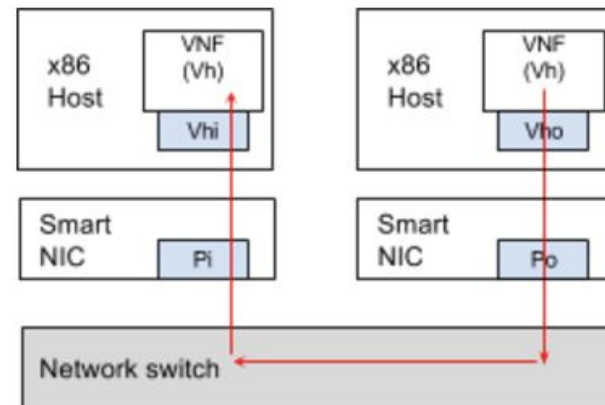 x86
Host
VNF
(Vh)
Vhi
x86
Host
VNF
(Vh)
Vho
Smart
NIC
Pi
Smart
NIC
Po
Network switch